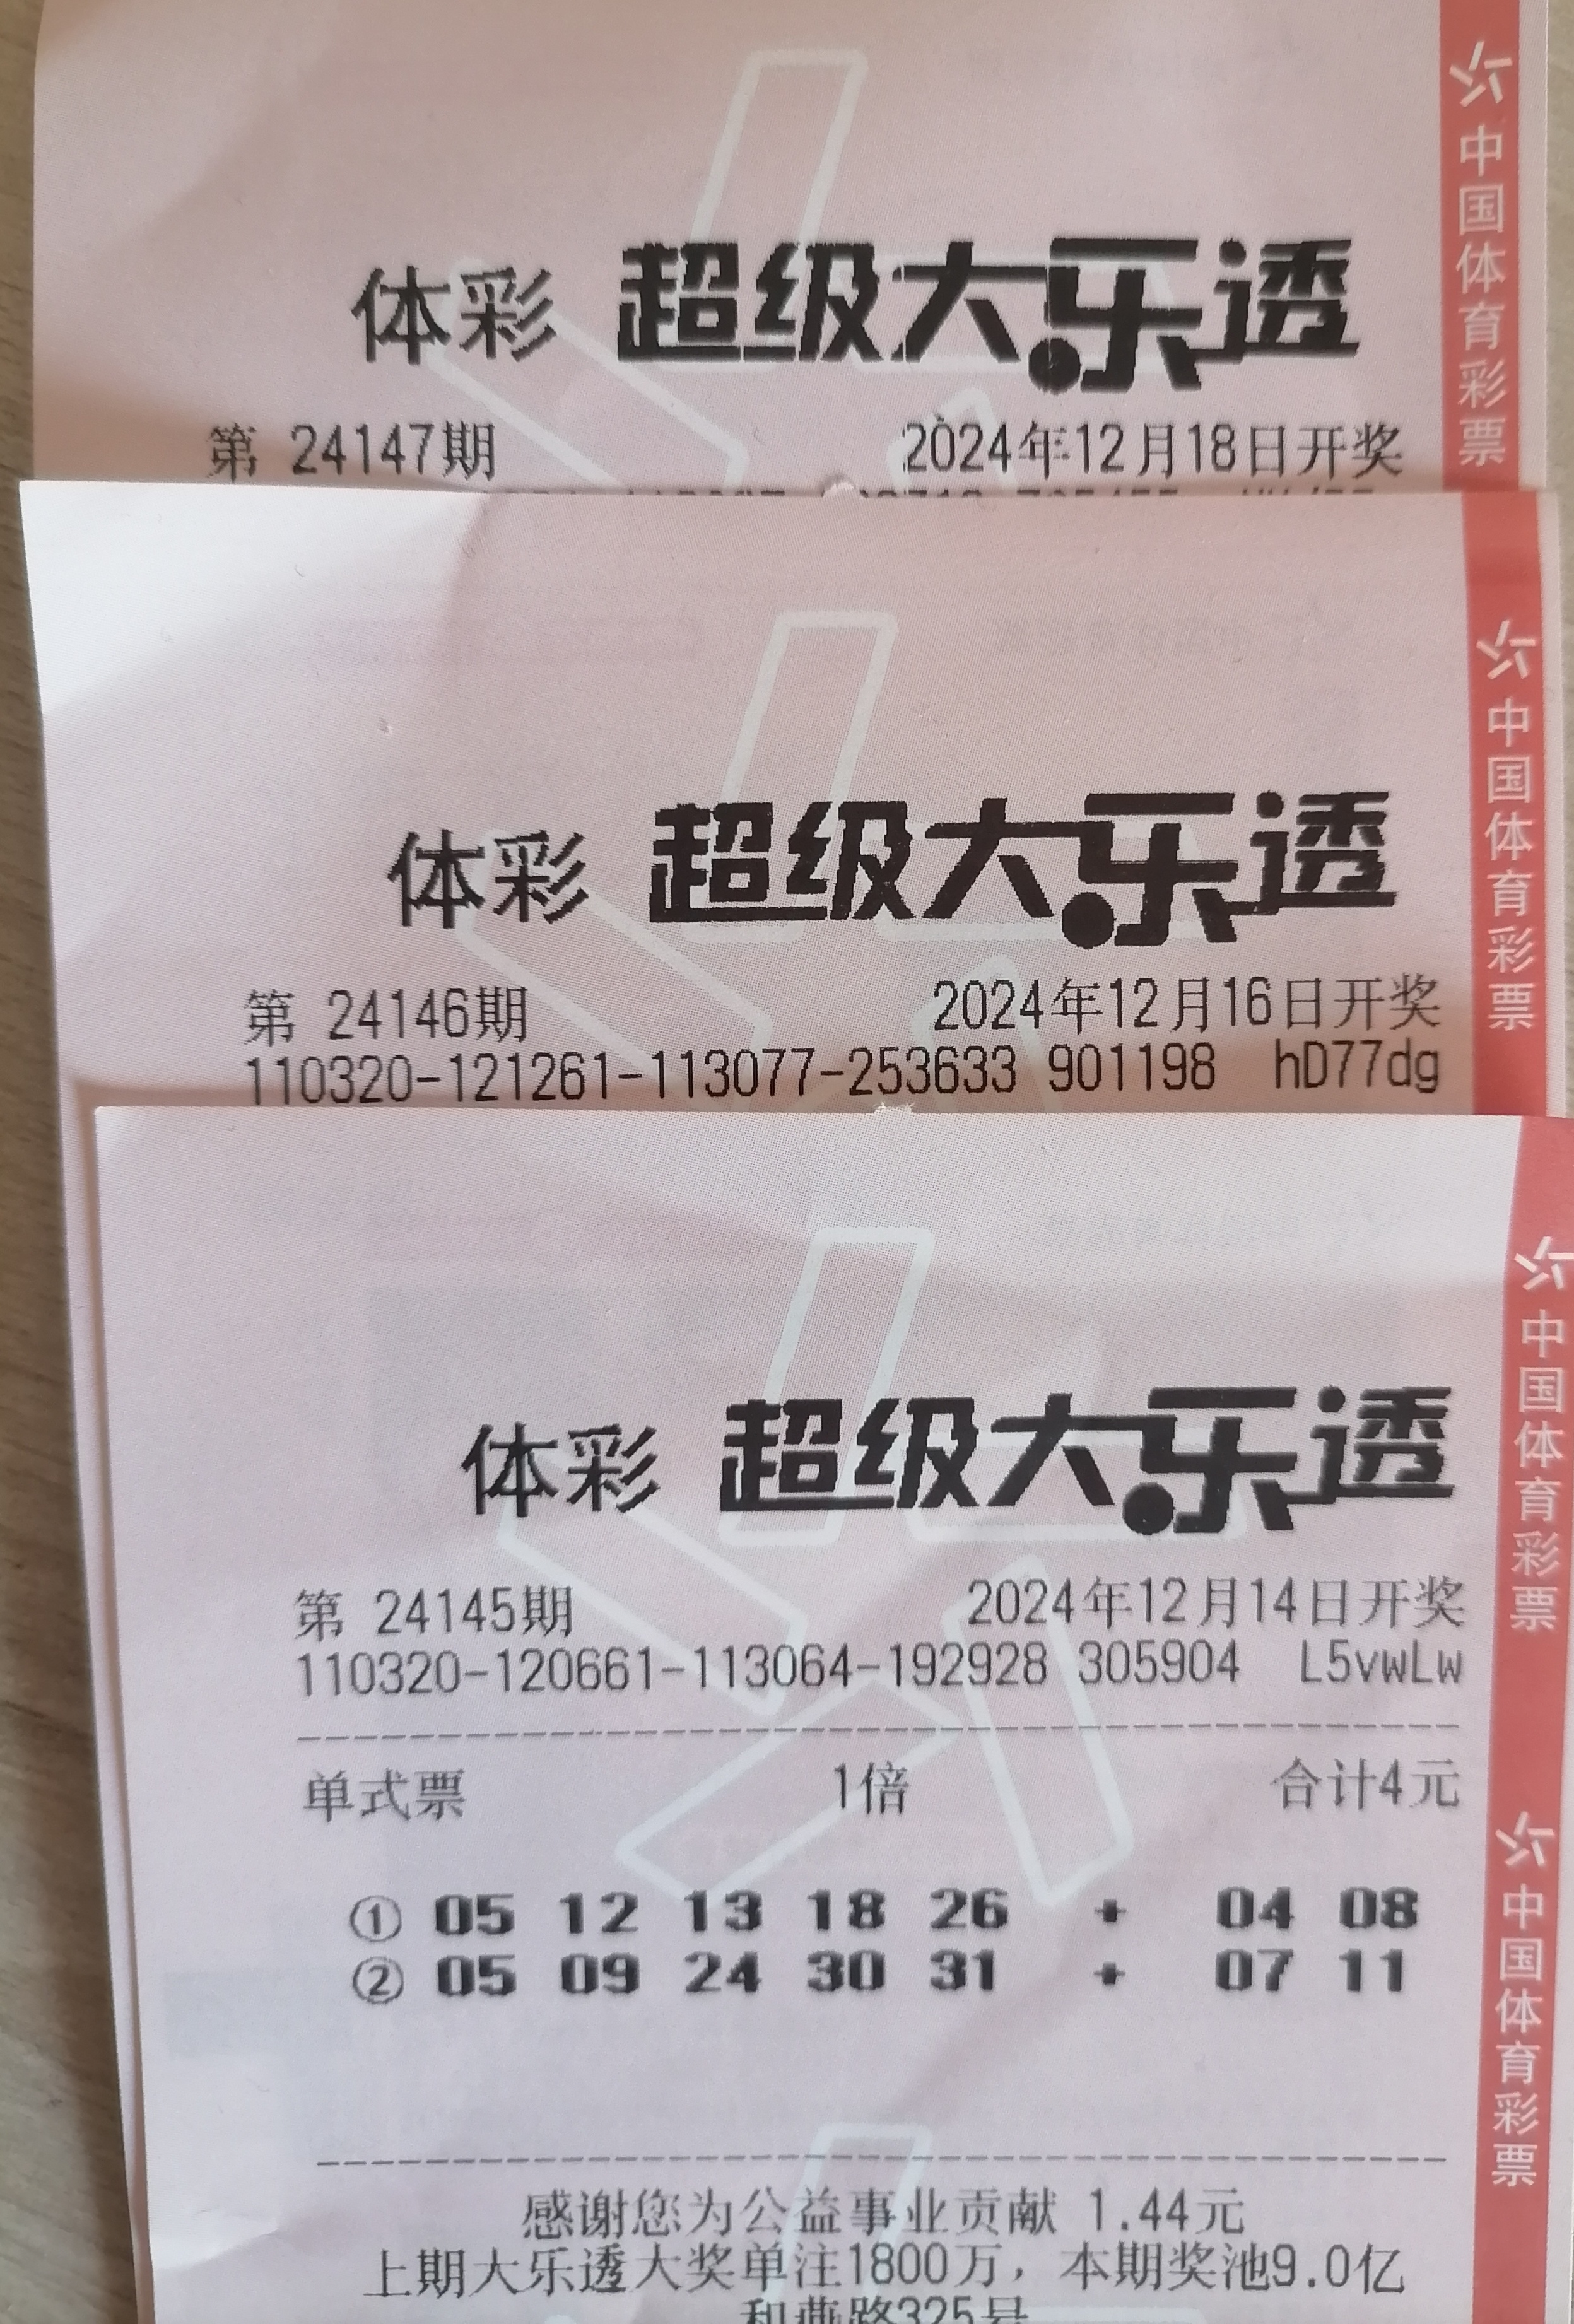 中国体育彩票
体彩 超级大乐透
第 24147期 2024年12月18日开奖
中国体育彩票
体彩 超级大乐透
第 24146期 2024年12月16日开奖
110320-121261-113077-253633 901198 hD77dg
中国体育彩票
体彩 超级大乐透
第 24145期 2024年12月14日开奖
110320-120661-113064-192928 305904 L5vwLw
单式票 1倍 合计4元
① 05 12 13 18 26 + 04 08
② 05 09 24 30 31 + 07 11
中国体育彩票
感谢您为公益事业贡献 1.44元
上期大乐透大奖单注1800万，本期奖池9.0亿
和燕路325号